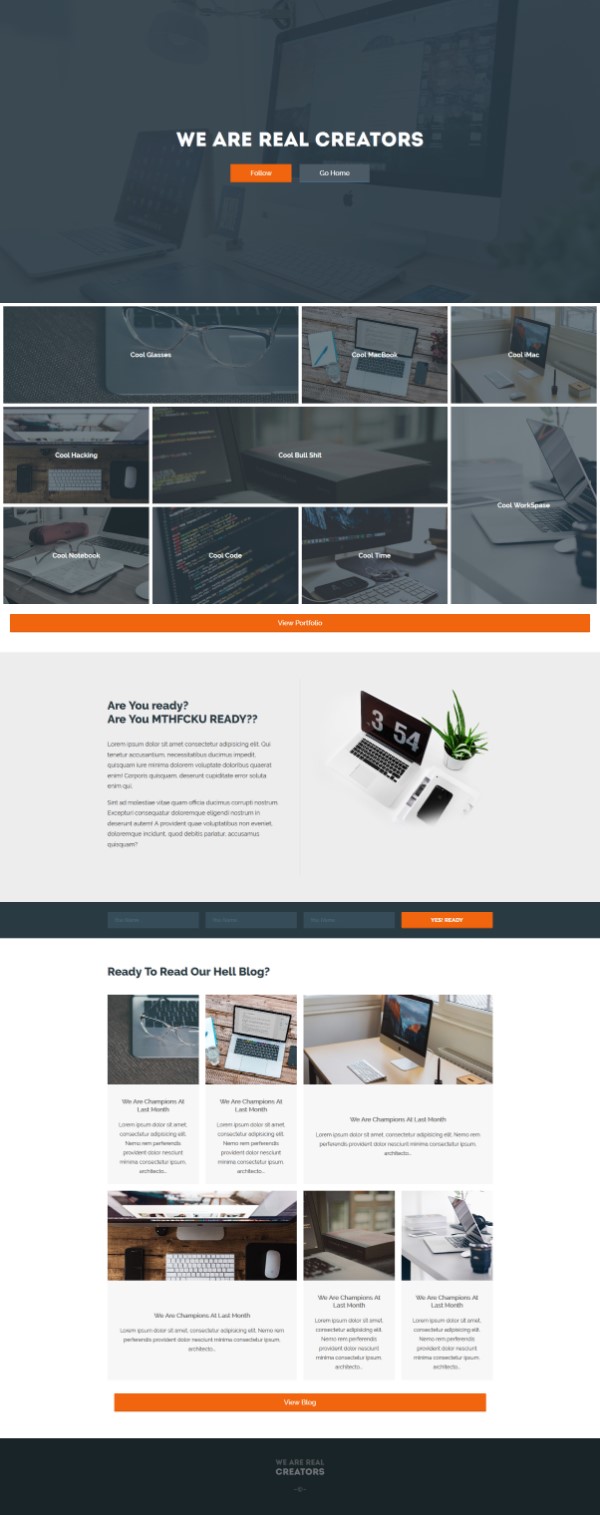 WE ARE REAL CREATORS
Follow
Go Home
Cool Glasses
Cool MacBook
Cool iMac
Cool Hacking
Cool Bull Shit
Cool WorkSpase
Cool Notebook
Cool Code
Cool Time
View Portfolio
Are You ready?
Are You MTHFCKU READY??
3 54
Lorem ipsum dolor sit amet consectetur adipisicing elit. Qui
tenetur accusantium, necessitatibus ducimus impedit,
quisquam iure minima dolorem voluptate doloribus quaerat
enim! Corporis quisquam, deserunt cupiditate error soluta
enim qui.
Sint ad molestiae vitae quam officia ducimus corrupti nostrum.
Excepturi consequatur doloremque eligendi nostrum in
deserunt autem! A provident quae voluptatibus non eveniet,
doloremque incidunt, quod debitis pariatur, accusamus
quisquam?
YES! READY
Ready To Read Our Hell Blog?
We Are Champions At
Last Month
Lorem ipsum dolor sit amet,
consectetur adipisicing elit.
Nemo rem perferendis
provident dolor nesciunt
minima consectetur ipsum,
architecto...
We Are Champions At
Last Month
Lorem ipsum dolor sit amet,
consectetur adipisicing elit.
Nemo rem perferendis
provident dolor nesciunt
minima consectetur ipsum,
architecto...
We Are Champions At Last Month
Lorem ipsum dolor sit amet, consectetur adipisicing elit. Nemo rem
perferendis provident dolor nesciunt minima consectetur ipsum,
architecto...
We Are Champions At Last Month
Lorem ipsum dolor sit amet, consectetur adipisicing elit. Nemo rem
perferendis provident dolor nesciunt minima consectetur ipsum,
architecto...
We Are Champions At
Last Month
Lorem ipsum dolor sit amet,
consectetur adipisicing elit.
Nemo rem perferendis
provident dolor nesciunt
minima consectetur ipsum,
architecto...
We Are Champions At
Last Month
Lorem ipsum dolor sit amet,
consectetur adipisicing elit.
Nemo rem perferendis
provident dolor nesciunt
minima consectetur ipsum,
architecto...
View Blog
WE ARE REAL
CREATORS